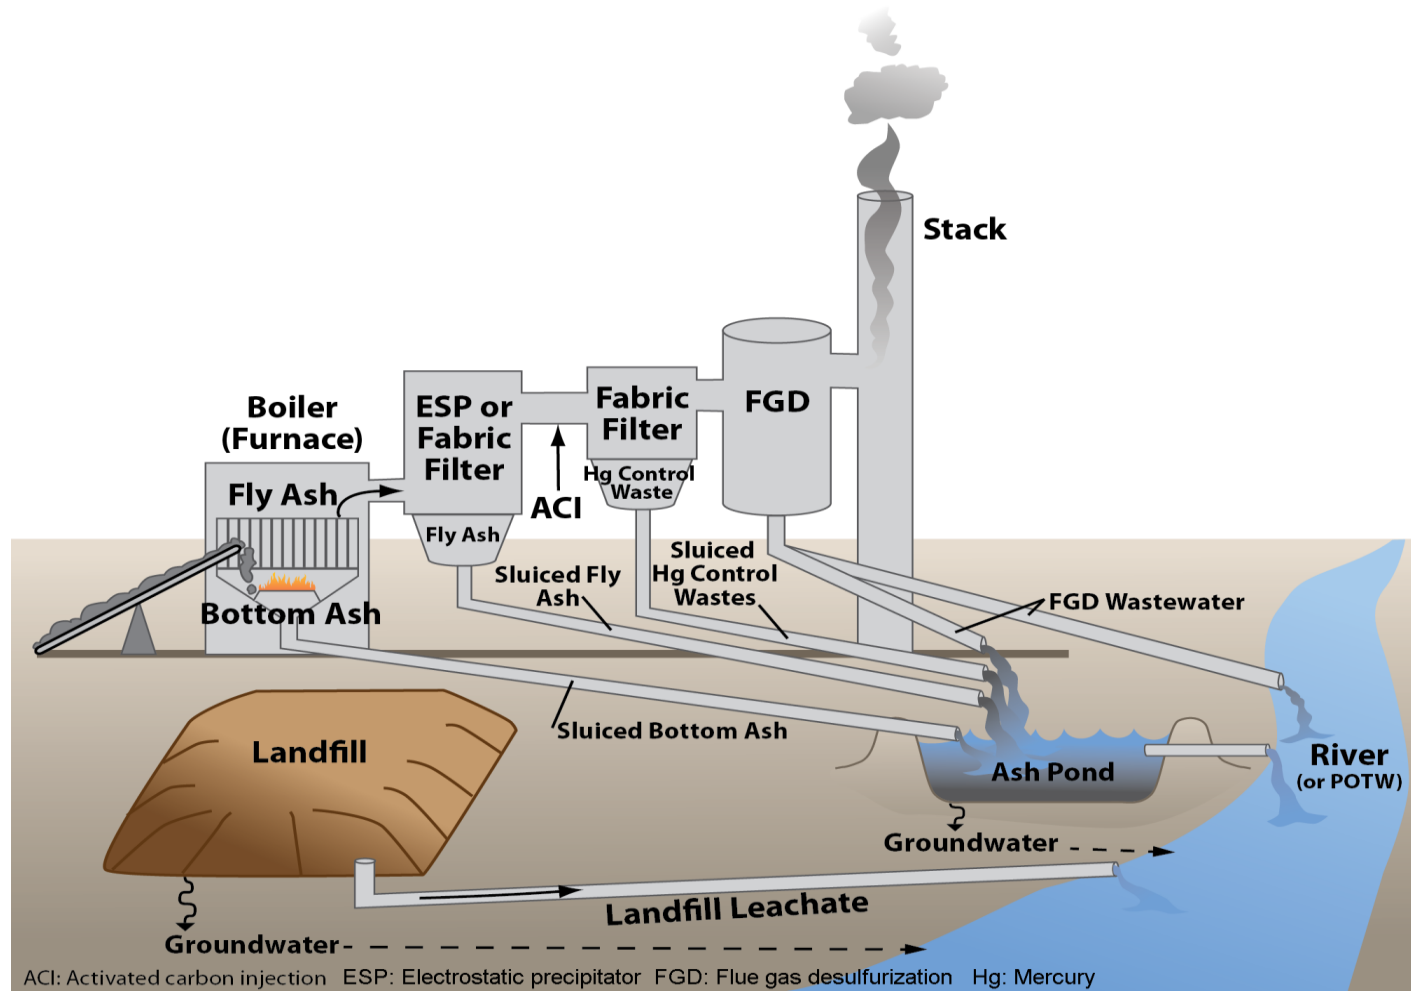 Stack
Boiler
(Furnace)
ESP or
Fabric
Filter
Fabric
Filter
FGD
Fly Ash
Hg Control
Waste
ACI
Fly Ash
Sluiced
Hg Control
Wastes
Sluiced Fly
Ash
Bottom Ash
FGD Wastewater
Sluiced Bottom Ash
Landfill
Ash Pond
River
(or POTW)
Groundwater
Landfill Leachate
Groundwater
ACI: Activated carbon injection ESP: Electrostatic precipitator FGD: Flue gas desulfurization Hg: Mercury